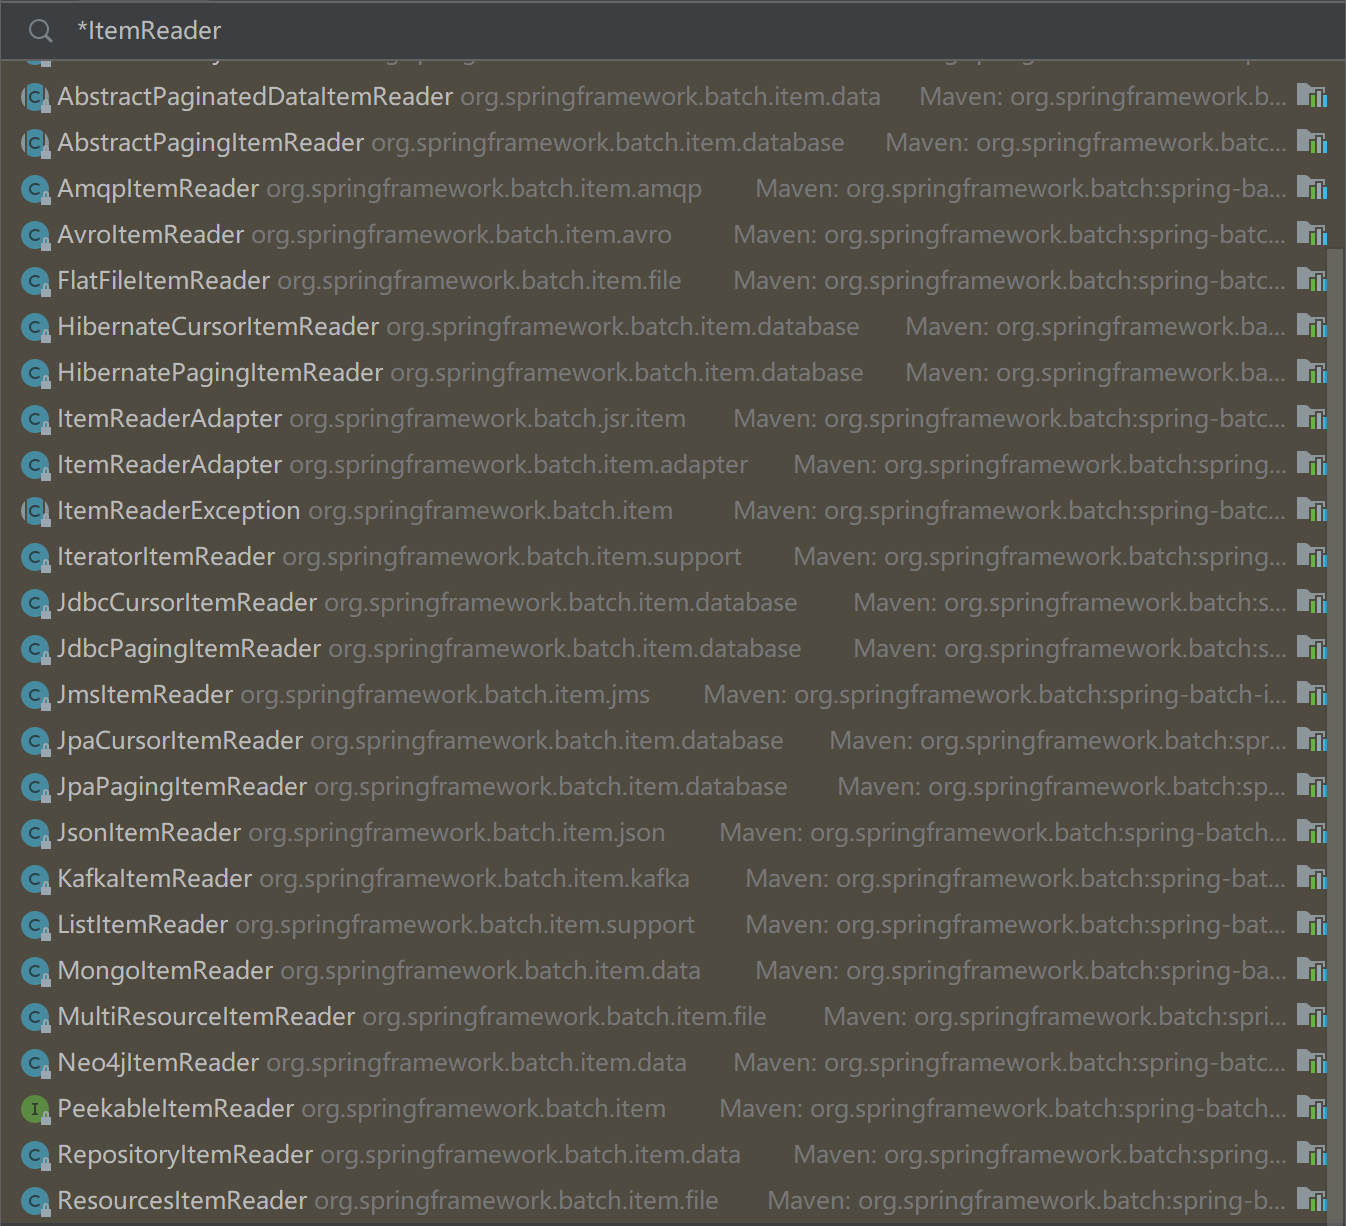 *ItemReader
AbstractPaginatedDataItemReader org.springframework.batch.item.data Maven: org.springframework.b...
AbstractPagingItemReader org.springframework.batch.item.database Maven: org.springframework.batc...
AmqpItemReader org.springframework.batch.item.amqp Maven: org.springframework.batch:spring-ba...
AvroItemReader org.springframework.batch.item.avro Maven: org.springframework.batch:spring-batc...
FlatFileItemReader org.springframework.batch.item.file Maven: org.springframework.batch:spring-batc...
HibernateCursorItemReader org.springframework.batch.item.database Maven: org.springframework.ba...
HibernatePagingItemReader org.springframework.batch.item.database Maven: org.springframework.ba...
ItemReaderAdapter org.springframework.batch.jsr.item Maven: org.springframework.batch:spring-batc...
ItemReaderAdapter org.springframework.batch.item.adapter Maven: org.springframework.batch:spring...
ItemReaderException org.springframework.batch.item Maven: org.springframework.batch:spring-batc...
IteratorItemReader org.springframework.batch.item.support Maven: org.springframework.batch:spring...
JdbcCursorItemReader org.springframework.batch.item.database Maven: org.springframework.batch:s...
JdbcPagingItemReader org.springframework.batch.item.database Maven: org.springframework.batch:s...
JmsItemReader org.springframework.batch.item.jms Maven: org.springframework.batch:spring-batch-i...
JpaCursorItemReader org.springframework.batch.item.database Maven: org.springframework.batch:spr...
JpaPagingItemReader org.springframework.batch.item.database Maven: org.springframework.batch:sp...
JsonItemReader org.springframework.batch.item.json Maven: org.springframework.batch:spring-batch...
KafkaItemReader org.springframework.batch.item.kafka Maven: org.springframework.batch:spring-bat...
ListItemReader org.springframework.batch.item.support Maven: org.springframework.batch:spring-bat...
MongoItemReader org.springframework.batch.item.data Maven: org.springframework.batch:spring-ba...
MultiResourceItemReader org.springframework.batch.item.file Maven: org.springframework.batch:spri...
Neo4jItemReader org.springframework.batch.item.data Maven: org.springframework.batch:spring-batc...
PeekableItemReader org.springframework.batch.item Maven: org.springframework.batch:spring-batch...
RepositoryItemReader org.springframework.batch.item.data Maven: org.springframework.batch:spring...
ResourcesItemReader org.springframework.batch.item.file Maven: org.springframework.batch:spring-b...